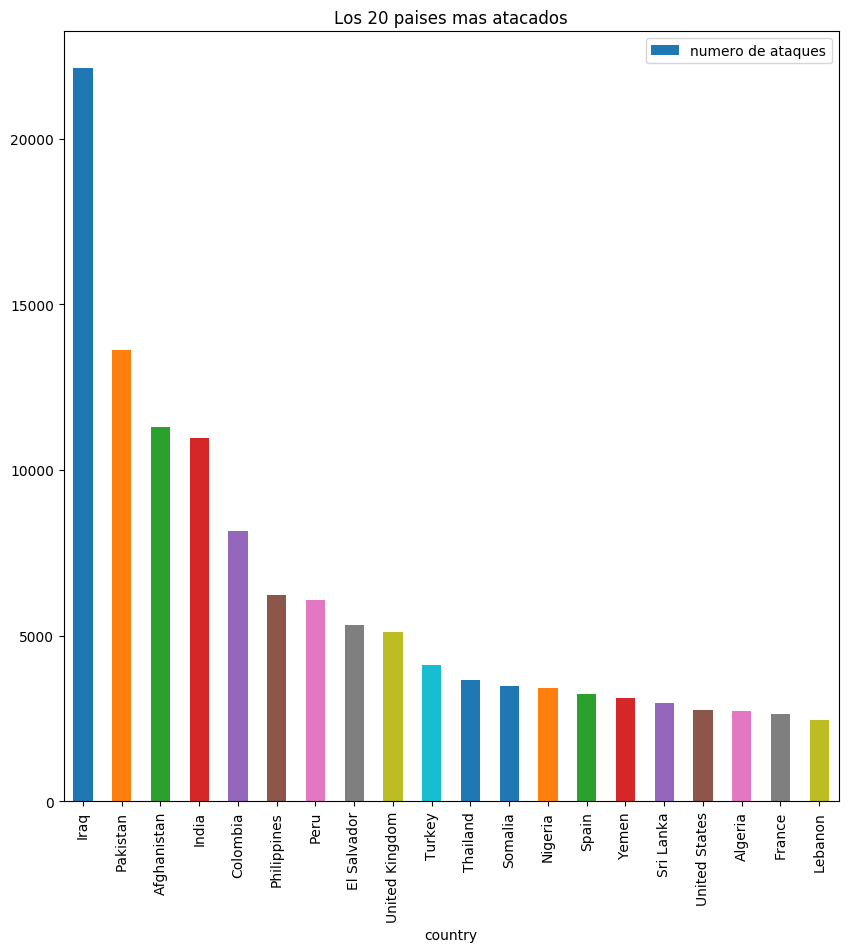 Los 20 paises mas atacados
numero de ataques
20000
15000
10000
5000
0
Iraq
Pakistan
Afghanistan
India
Colombia
Philippines
Peru
El Salvador
United Kingdom
Turkey
Thailand
Somalia
Nigeria
Spain
Yemen
Sri Lanka
United States
Algeria
France
Lebanon
country